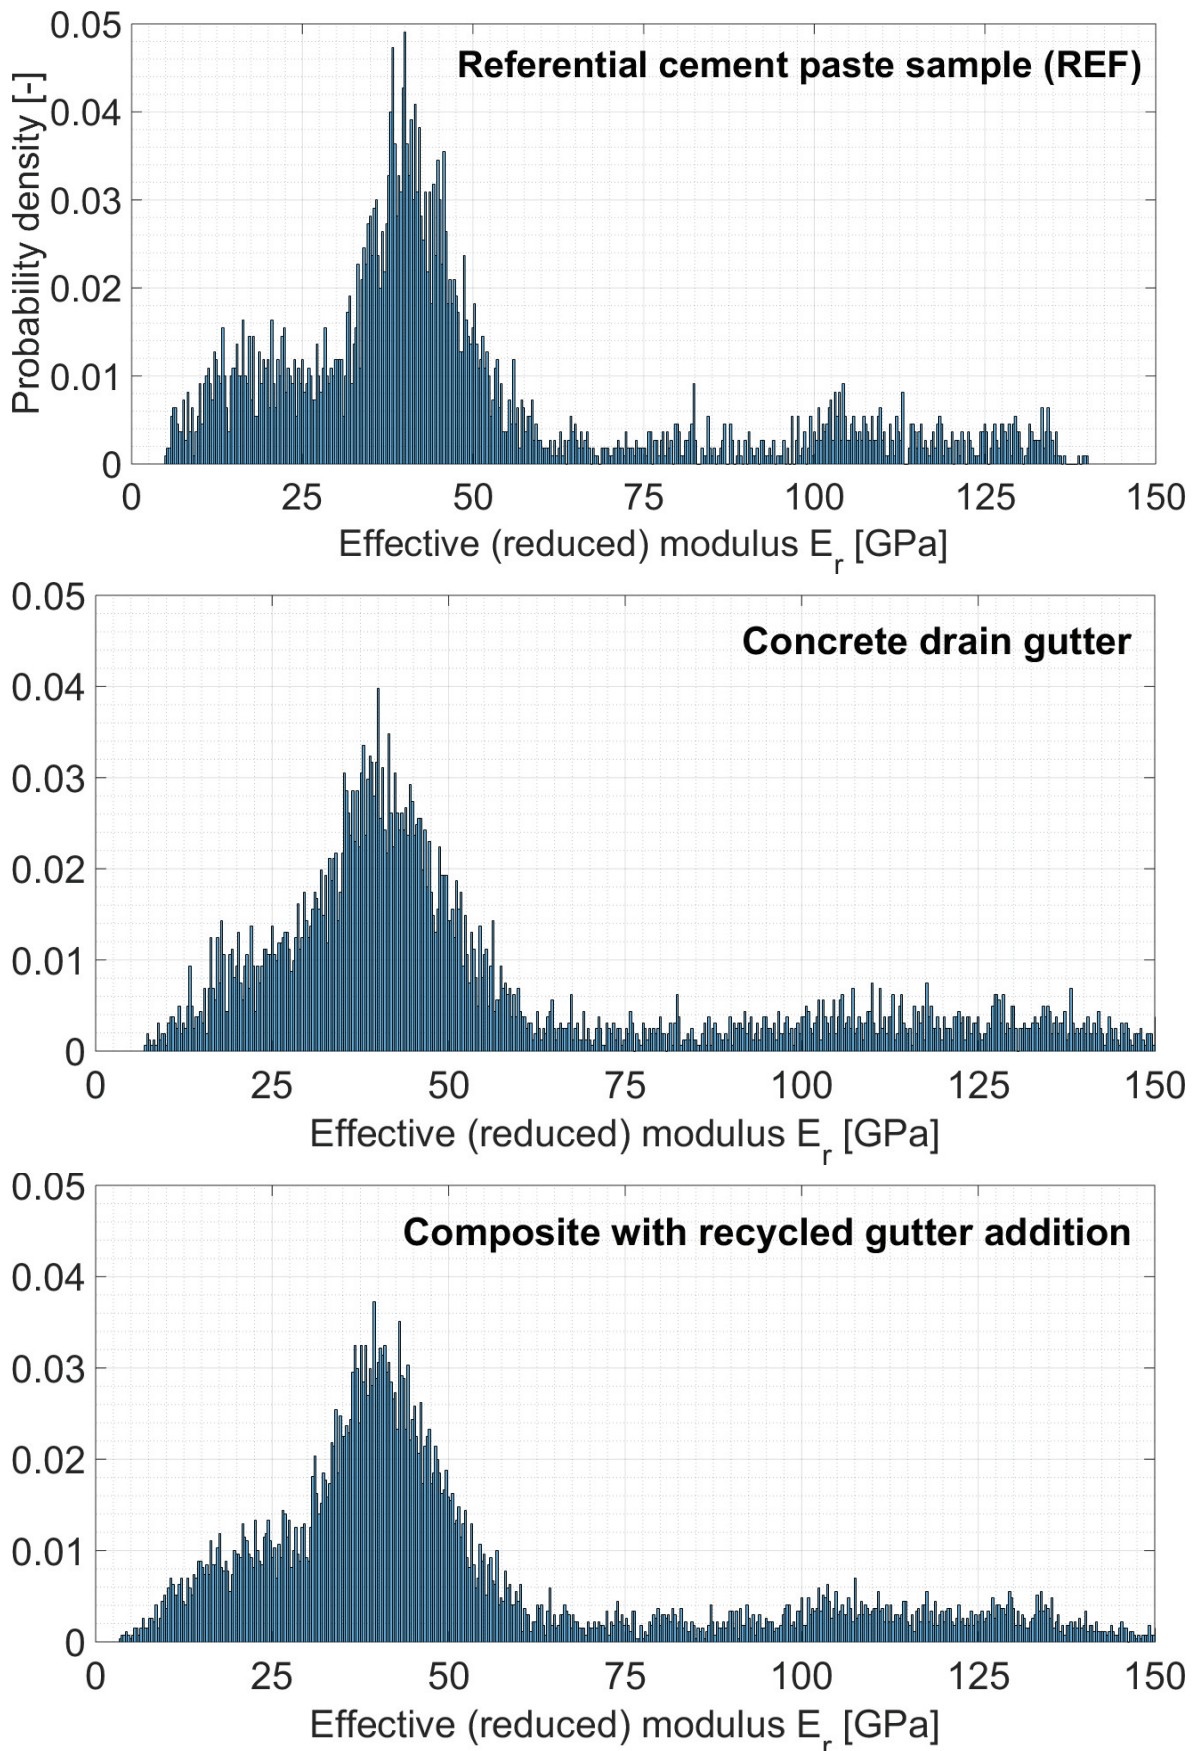 Referential cement paste sample (REF)
Probability density [-]
0.05
0.04
0.03
0.02
0.01
0
0 25 50 75 100 125 150
Effective (reduced) modulus E_r [GPa]
Concrete drain gutter
0.05
0.04
0.03
0.02
0.01
0
0 25 50 75 100 125 150
Effective (reduced) modulus E_r [GPa]
Composite with recycled gutter addition
0.05
0.04
0.03
0.02
0.01
0
0 25 50 75 100 125 150
Effective (reduced) modulus E_r [GPa]